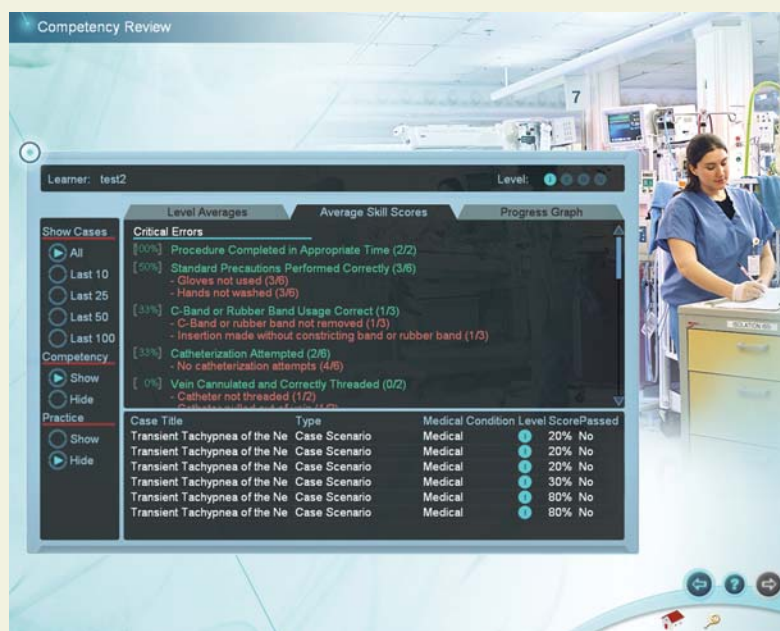 Competency Review
7
Learner: test2
Level:
Level Averages
Average Skill Scores
Progress Graph
Show Cases
All
Last 10
Last 25
Last 50
Last 100
Competency
Show
Hide
Practice
Show
Hide
Critical Errors
[100%] Procedure Completed in Appropriate Time (2/2)
[50%] Standard Precautions Performed Correctly (3/6)
- Gloves not used (3/6)
- Hands not washed (3/6)
[33%] C-Band or Rubber Band Usage Correct (1/3)
- C-Band or rubber band not removed (1/3)
- Insertion made without constricting band or rubber band (1/3)
[33%] Catheterization Attempted (2/6)
- No catheterization attempts (4/6)
[ 0%] Vein Cannulated and Correctly Threaded (0/2)
- Catheter not threaded (1/2)
Case Title Type Medical Condition Level Score Passed
Transient Tachypnea of the Ne Case Scenario Medical I 20% No
Transient Tachypnea of the Ne Case Scenario Medical I 20% No
Transient Tachypnea of the Ne Case Scenario Medical I 20% No
Transient Tachypnea of the Ne Case Scenario Medical I 30% No
Transient Tachypnea of the Ne Case Scenario Medical I 80% No
Transient Tachypnea of the Ne Case Scenario Medical I 80% No
ISOLATION
?